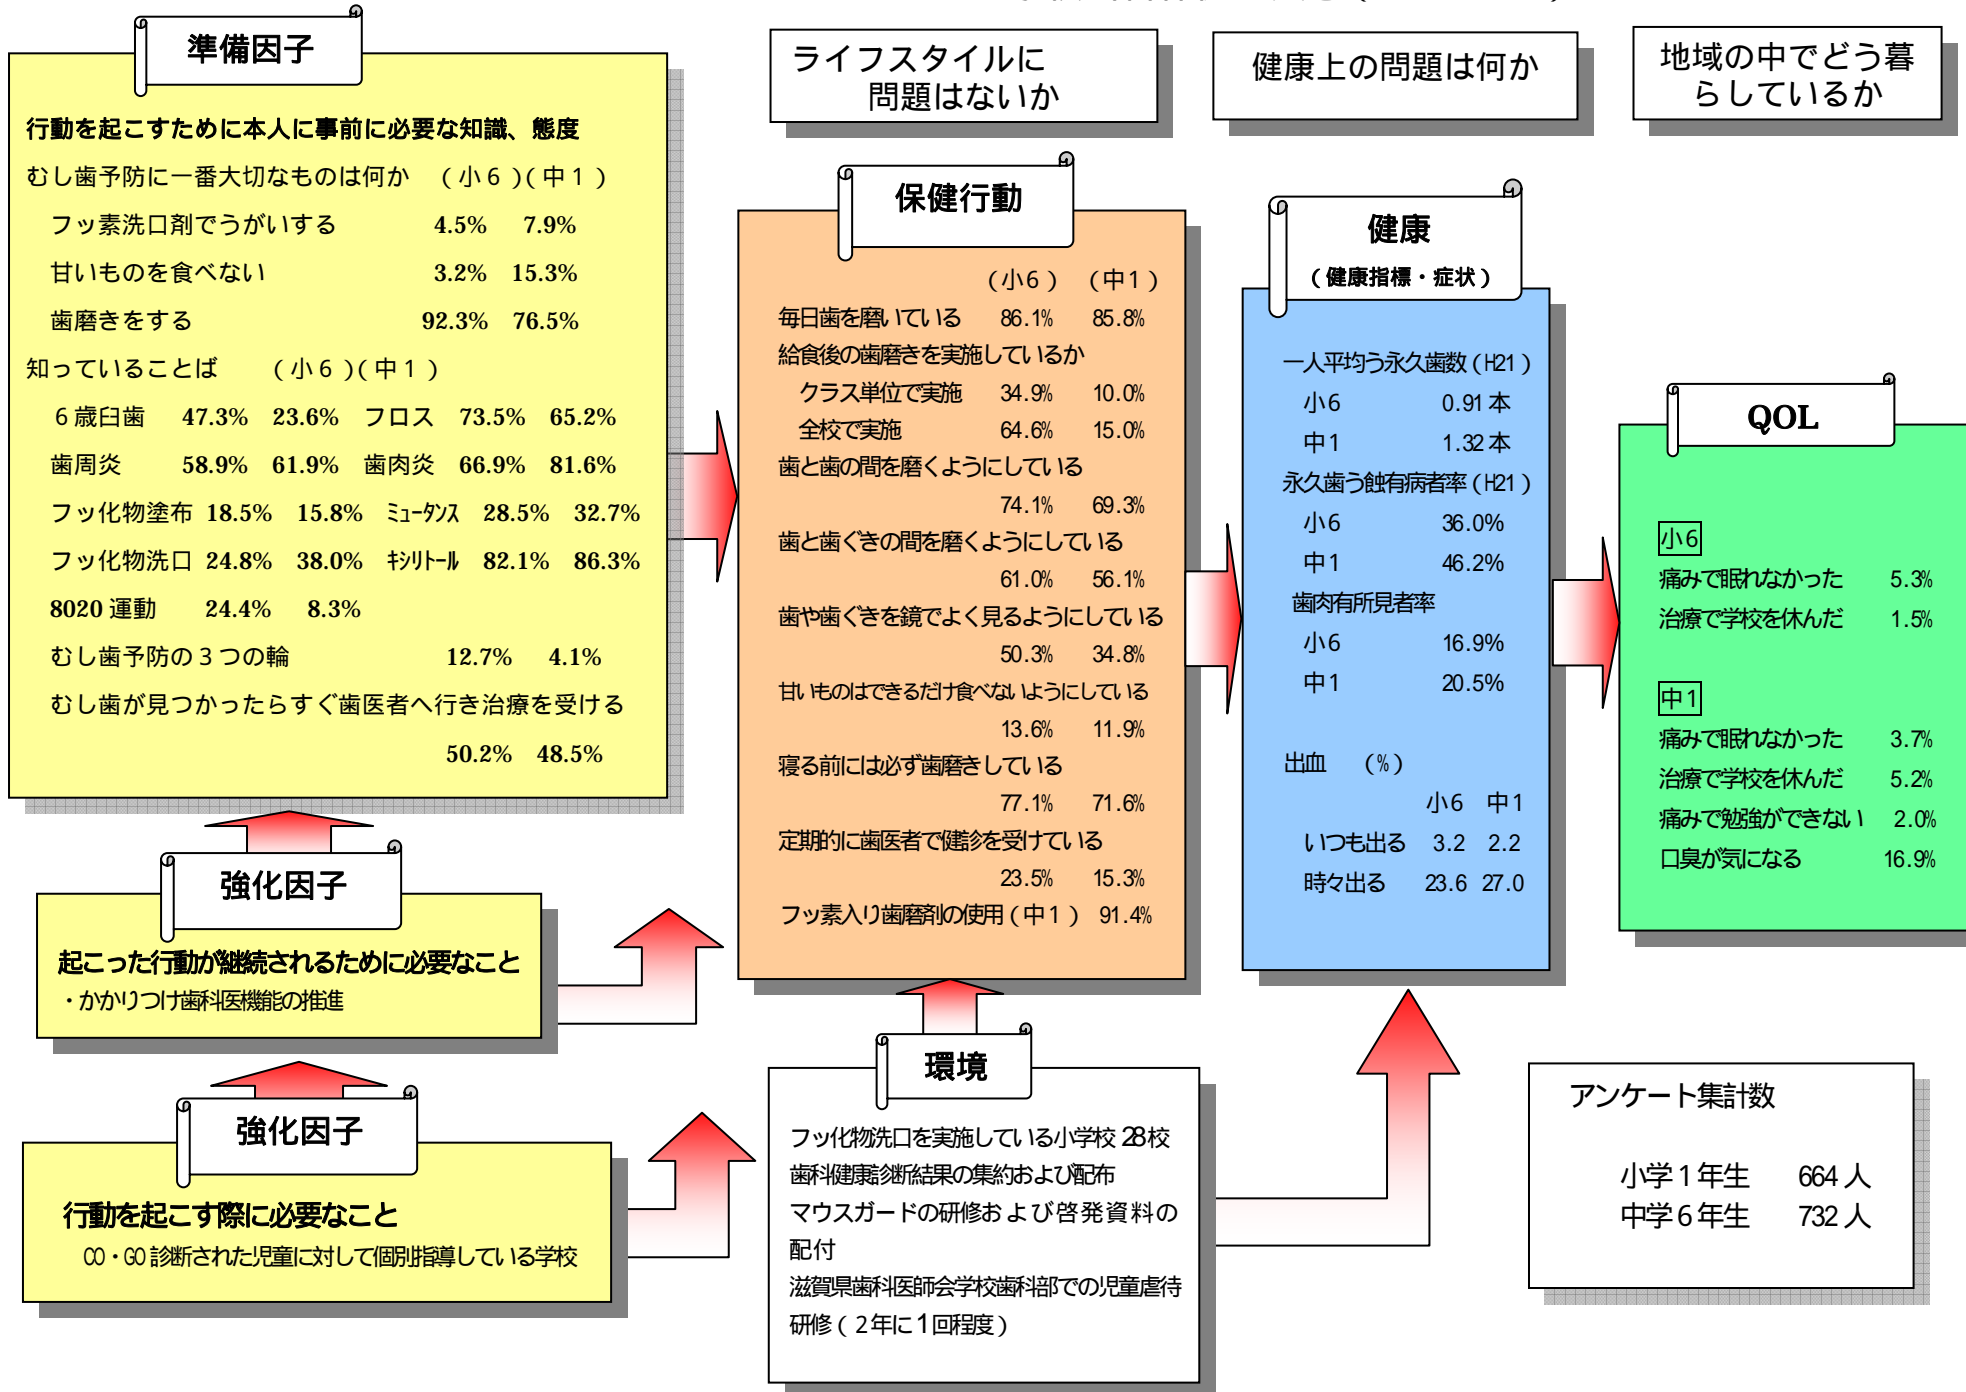 準備因子
行動を起こすために本人に事前に必要な知識、態度
むし歯予防に一番大切なものは何か （小6）（中1）
フッ素洗口剤でうがいする 4.5% 7.9%
甘いものを食べない 3.2% 15.3%
歯磨きをする 92.3% 76.5%
知っていることば （小6）（中1）
6歳臼歯 47.3% 23.6% フロス 73.5% 65.2%
歯周炎 58.9% 61.9% 歯肉炎 66.9% 81.6%
フッ化物塗布 18.5% 15.8% ﾐｭｰﾀﾝｽ 28.5% 32.7%
フッ化物洗口 24.8% 38.0% ｷｼﾘﾄｰﾙ 82.1% 86.3%
8020運動 24.4% 8.3%
むし歯予防の3つの輪 12.7% 4.1%
むし歯が見つかったらすぐ歯医者へ行き治療を受ける
50.2% 48.5%
強化因子
起こった行動が継続されるために必要なこと
・かかりつけ歯科医機能の推進
強化因子
行動を起こす際に必要なこと
CO・GO診断された児童に対して個別指導している学校
ライフスタイルに
問題はないか
保健行動
（小6） （中1）
毎日歯を磨いている 86.1% 85.8%
給食後の歯磨きを実施しているか
クラス単位で実施 34.9% 10.0%
全校で実施 64.6% 15.0%
歯と歯の間を磨くようにしている
74.1% 69.3%
歯と歯ぐきの間を磨くようにしている
61.0% 56.1%
歯や歯ぐきを鏡でよく見るようにしている
50.3% 34.8%
甘いものはできるだけ食べないようにしている
13.6% 11.9%
寝る前には必ず歯磨きしている
77.1% 71.6%
定期的に歯医者で健診を受けている
23.5% 15.3%
フッ素入り歯磨剤の使用（中1） 91.4%
環境
フッ化物洗口を実施している小学校28校
歯科健康診断結果の集約および配布
マウスガードの研修および啓発資料の
配付
滋賀県歯科医師会学校歯科部での児童虐待
研修（2年に1回程度）
健康上の問題は何か
健康
（健康指標・症状）
一人平均う永久歯数（H21）
小6 0.91本
中1 1.32本
永久歯う蝕有病者率（H21）
小6 36.0%
中1 46.2%
歯肉有所見者率
小6 16.9%
中1 20.5%
出血 （%）
小6 中1
いつも出る 3.2 2.2
時々出る 23.6 27.0
地域の中でどう暮
らしているか
QOL
小6
痛みで眠れなかった 5.3%
治療で学校を休んだ 1.5%
中1
痛みで眠れなかった 3.7%
治療で学校を休んだ 5.2%
痛みで勉強ができない 2.0%
口臭が気になる 16.9%
アンケート集計数
小学1年生 664人
中学6年生 732人